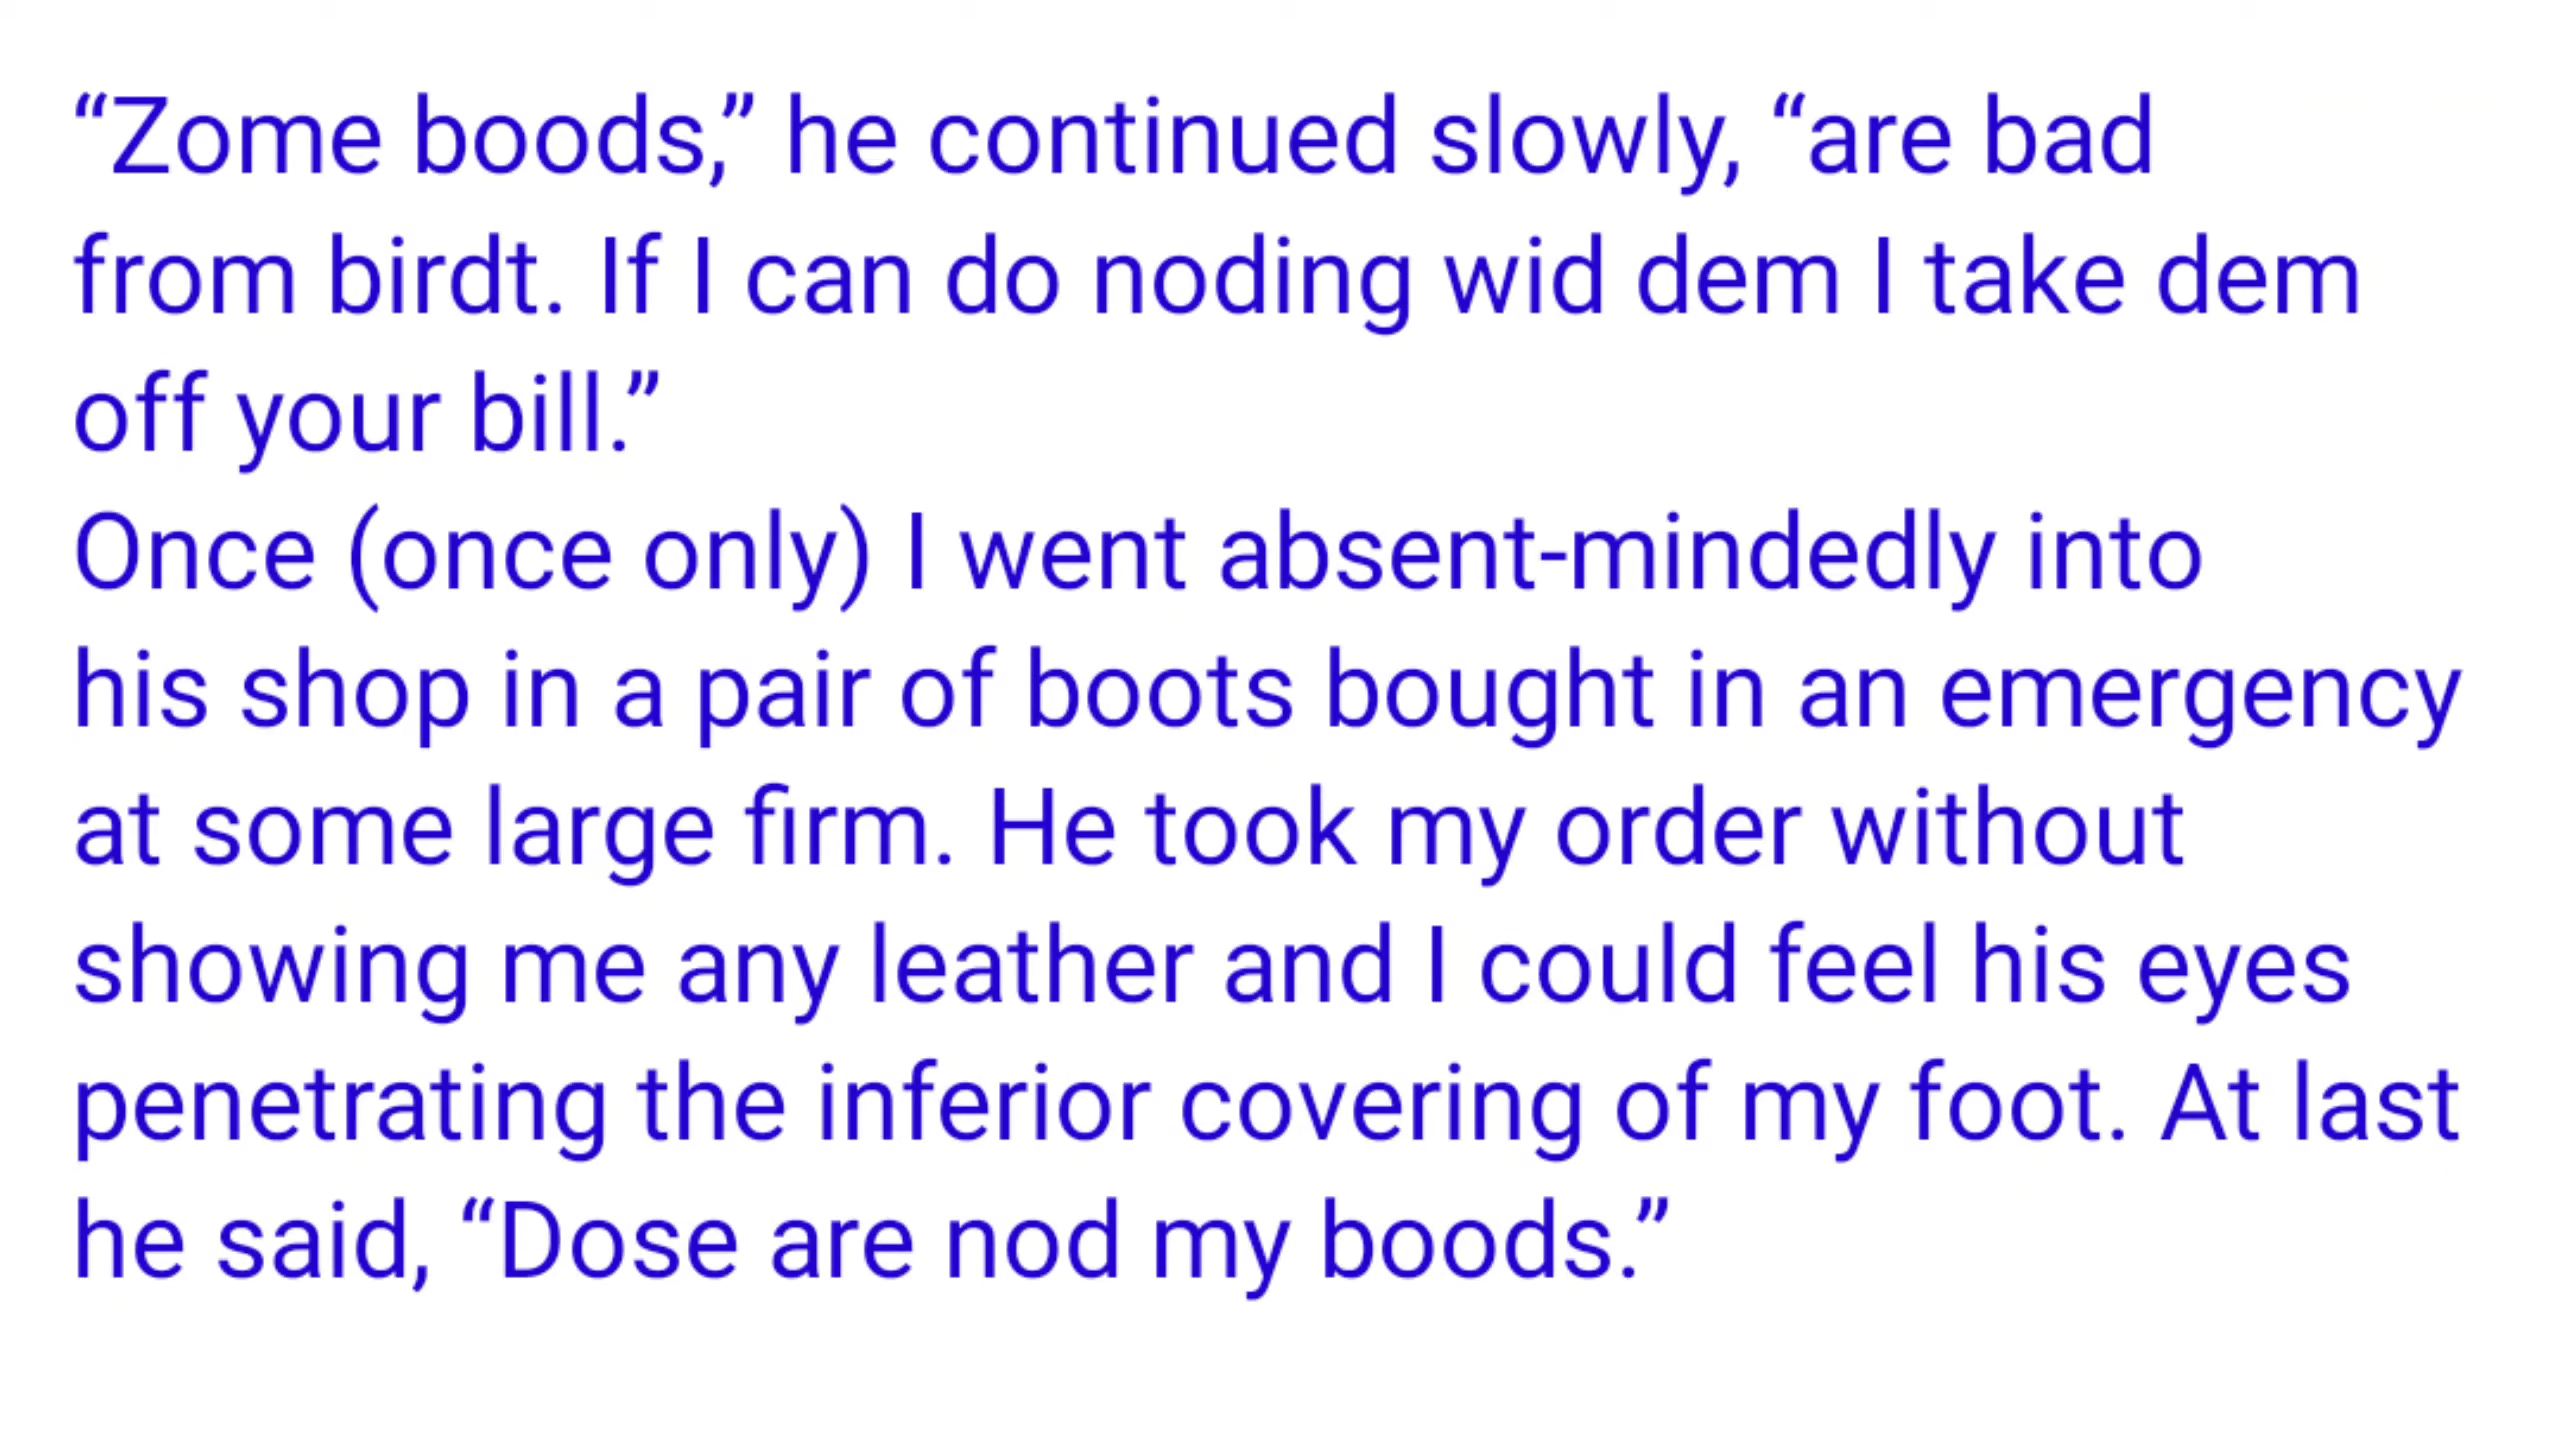 “Zome boods,” he continued slowly, “are bad
from birdt. If I can do noding wid dem I take dem
off your bill.”
Once (once only) I went absent-mindedly into
his shop in a pair of boots bought in an emergency
at some large firm. He took my order without
showing me any leather and I could feel his eyes
penetrating the inferior covering of my foot. At last
he said, “Dose are nod my boods.”